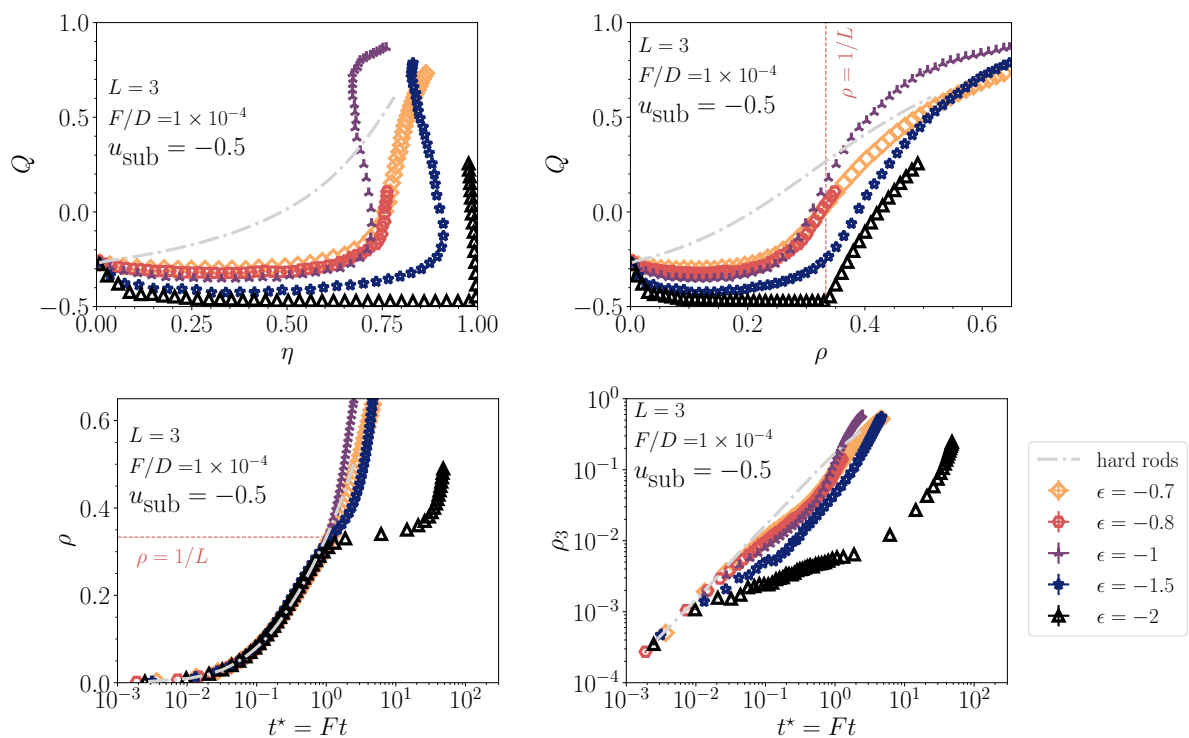 1.0
0.5
0.0
−0.5
Q
L = 3
F/D = 1 × 10⁻⁴
u_sub = −0.5
0.00
0.25
0.50
0.75
1.00
η
1.0
0.5
0.0
−0.5
Q
L = 3
F/D = 1 × 10⁻⁴
u_sub = −0.5
ρ = 1/L
0.0
0.2
0.4
0.6
ρ
0.6
0.4
0.2
0.0
ρ
L = 3
F/D = 1 × 10⁻⁴
u_sub = −0.5
ρ = 1/L
10⁻³
10⁻²
10⁻¹
10⁰
10¹
10²
t* = Ft
10⁰
10⁻¹
10⁻²
10⁻³
10⁻⁴
ρ₃
L = 3
F/D = 1 × 10⁻⁴
u_sub = −0.5
10⁻³
10⁻²
10⁻¹
10⁰
10¹
10²
t* = Ft
hard rods
ϵ = −0.7
ϵ = −0.8
ϵ = −1
ϵ = −1.5
ϵ = −2